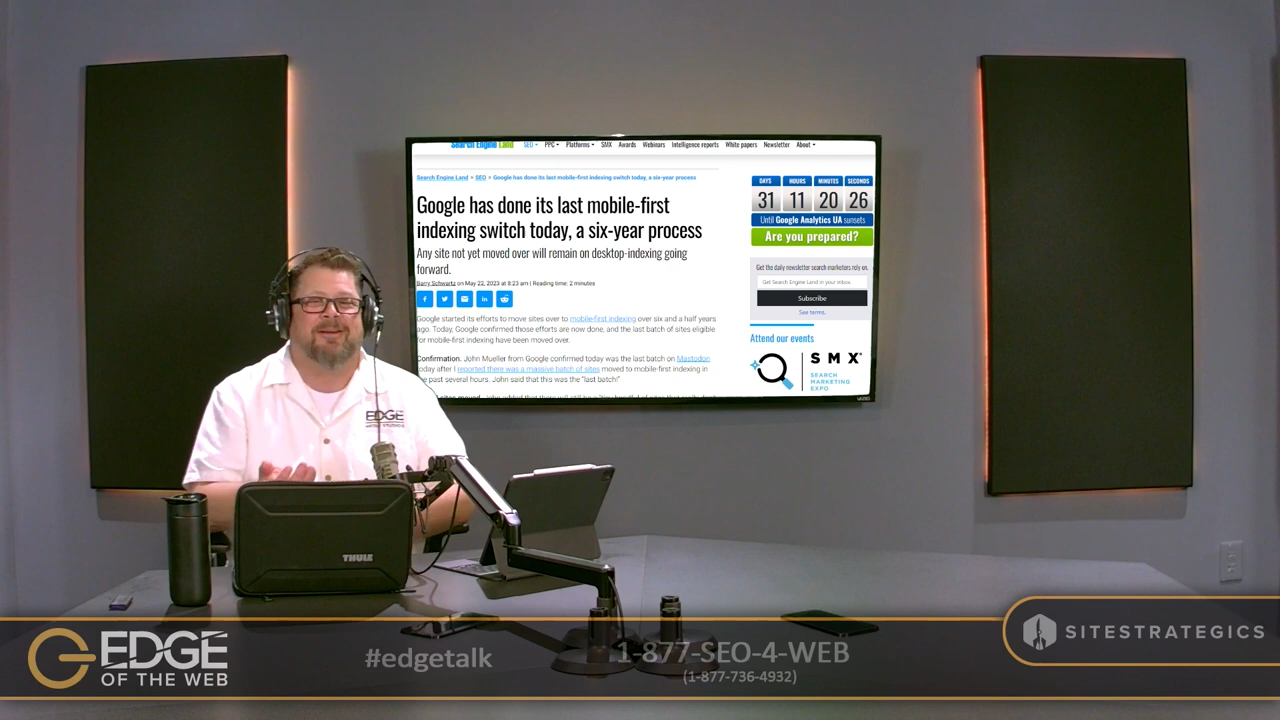 Search Engine Land SEO PPC Platforms SMX Awards Webinars Intelligence reports White papers Newsletter About
Search Engine Land » SEO » Google has done its last mobile-first indexing switch today, a six-year process
Google has done its last mobile-first
indexing switch today, a six-year process
Any site not yet moved over will remain on desktop-indexing going
forward.
Barry Schwartz on May 22, 2023 at 8:23 am | Reading time: 2 minutes
Google started its efforts to move sites over to mobile-first indexing over six and a half years
ago. Today, Google confirmed those efforts are now done, and the last batch of sites eligible
for mobile-first indexing have been moved over.
Confirmation. John Mueller from Google confirmed today was the last batch on Mastodon
today after I reported there was a massive batch of sites moved to mobile-first indexing in
the past several hours. John said that this was the "last batch!"
DAYS HOURS MINUTES SECONDS
31 11 20 26
Until Google Analytics UA sunsets
Are you prepared?
Get the daily newsletter search marketers rely on.
Get Search Engine Land in your inbox.
Subscribe
See terms.
Attend our events
SMX
SEARCH
MARKETING
EXPO
EDGE
THULE
EDGE
OF THE WEB
#edgetalk
1-877-SEO-4-WEB
(1-877-736-4932)
SITESTRATEGICS